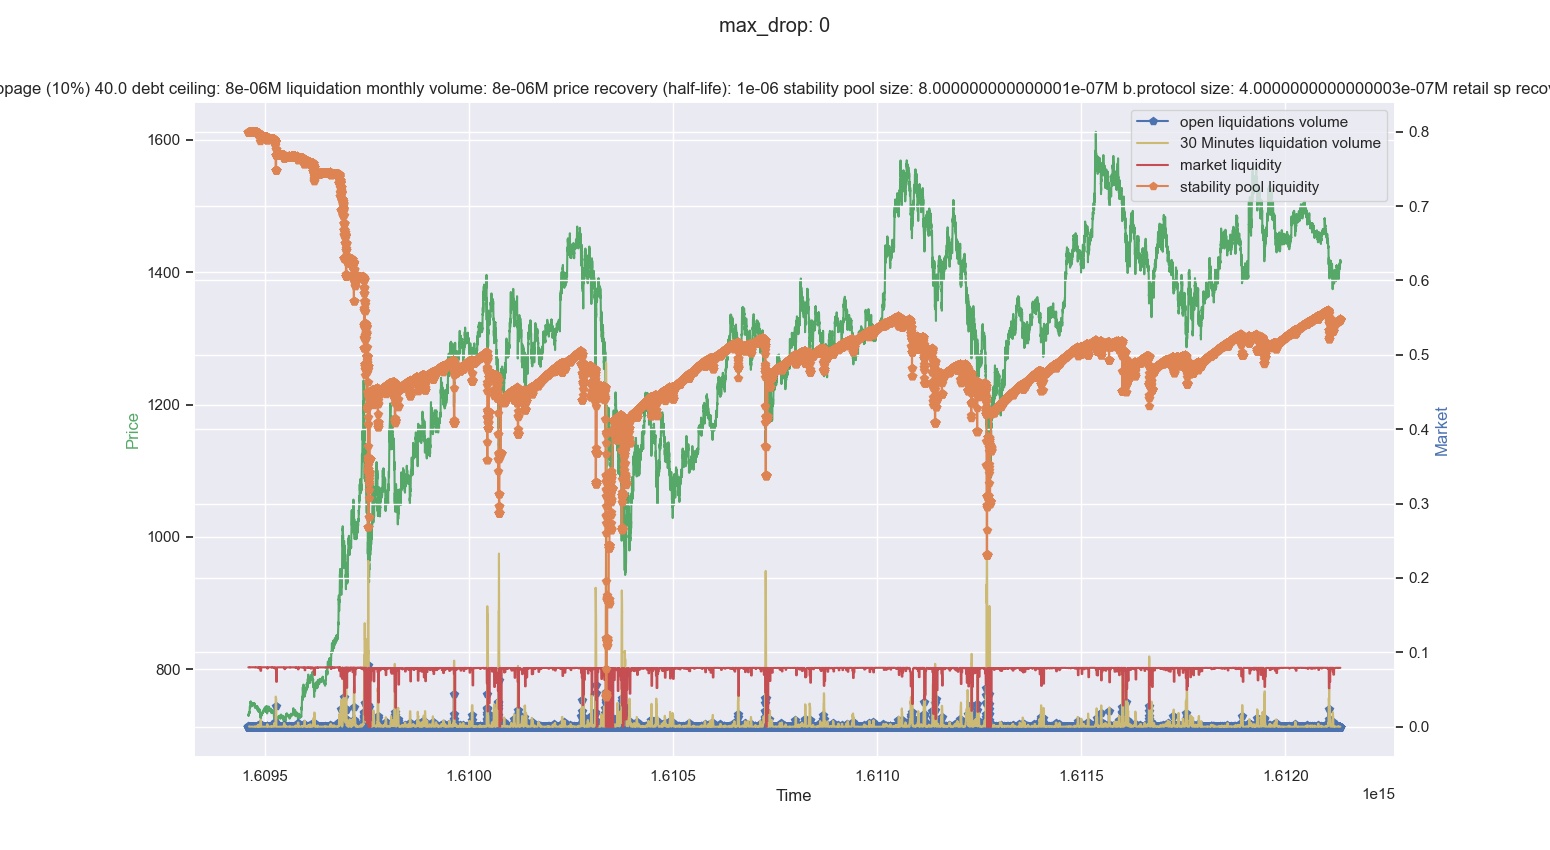 max_drop: 0
(10%) 40.0 debt ceiling: 8e-06M liquidation monthly volume: 8e-06M price recovery (half-life): 1e-06 stability pool size: 8.000000000000001e-07M b.protocol size: 4.0000000000000003e-07M retail sp
open liquidations volume
30 Minutes liquidation volume
market liquidity
stability pool liquidity
1600
1400
1200
1000
800
Price
0.8
0.7
0.6
0.5
0.4
0.3
0.2
0.1
0.0
Market
1.6095 1.6100 1.6105 1.6110 1.6115 1.6120
Time
1e15